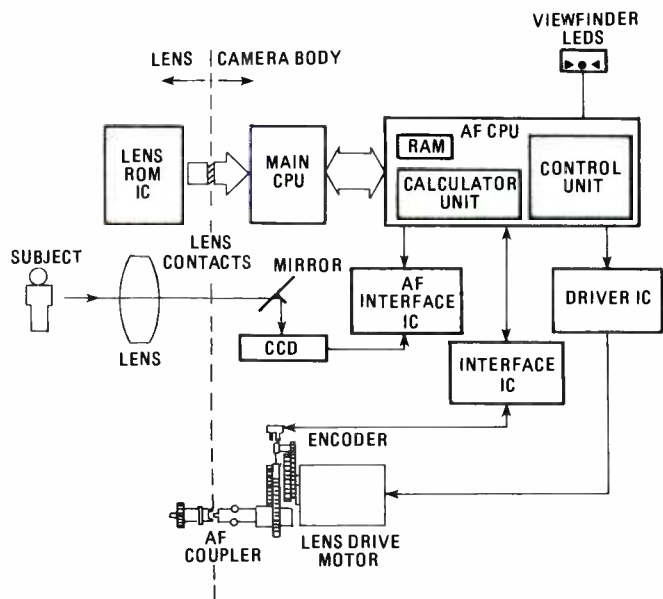 VIEWFINDER
LEDS
LENS
CAMERA BODY
AF CPU
RAM
CALCULATOR
UNIT
CONTROL
UNIT
LENS
ROM
IC
MAIN
CPU
LENS
CONTACTS
SUBJECT
MIRROR
LENS
CCD
AF
INTERFACE
IC
DRIVER IC
INTERFACE
IC
ENCODER
AF
COUPLER
LENS DRIVE
MOTOR